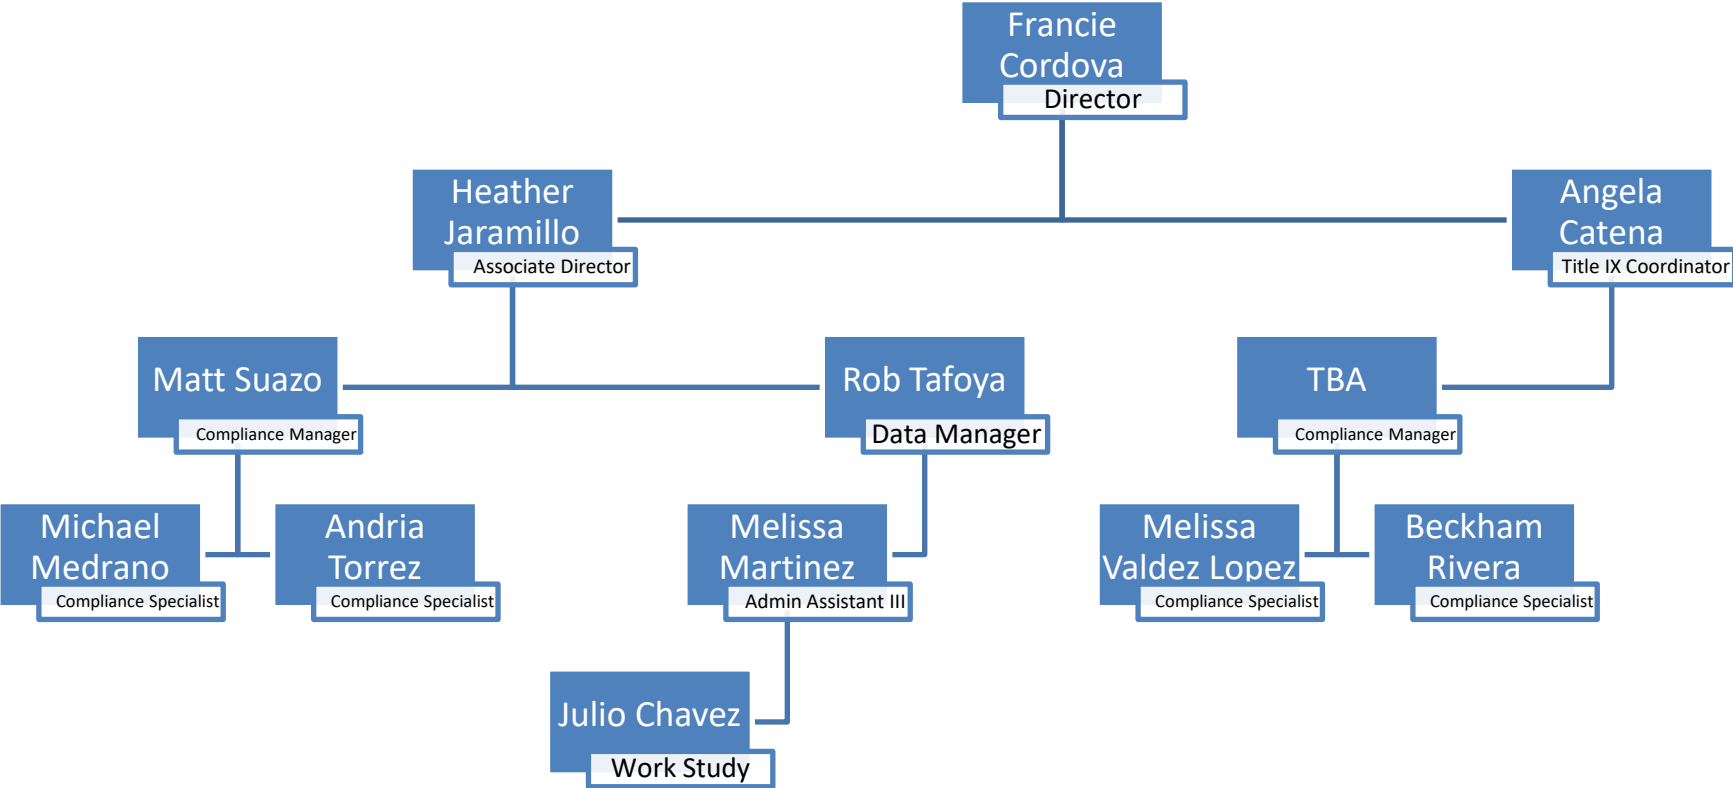 Francie
Cordova
Director
Heather
Jaramillo
Associate Director
Angela
Catena
Title IX Coordinator
Matt Suazo
Compliance Manager
Rob Tafoya
Data Manager
TBA
Compliance Manager
Michael
Medrano
Compliance Specialist
Andria
Torrez
Compliance Specialist
Melissa
Martinez
Admin Assistant III
Melissa
Valdez Lopez
Compliance Specialist
Beckham
Rivera
Compliance Specialist
Julio Chavez
Work Study